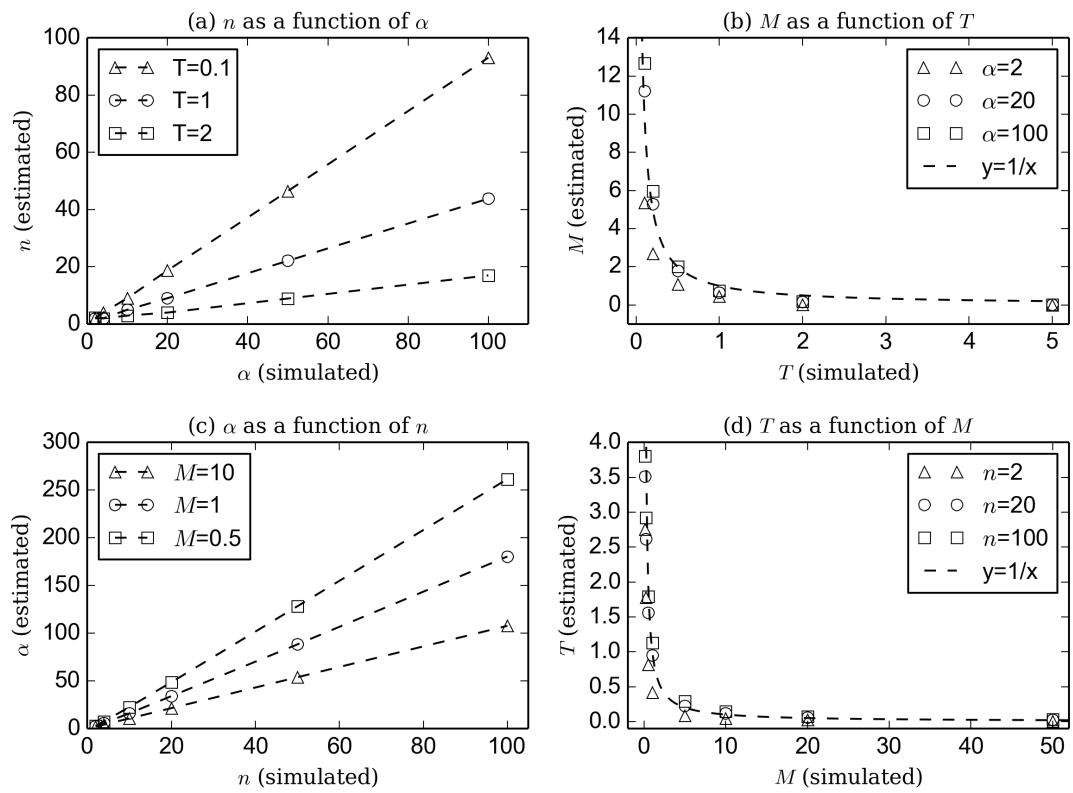 (a) n as a function of α
100
80
60
40
20
0
n (estimated)
T=0.1
T=1
T=2
0 20 40 60 80 100
α (simulated)
(b) M as a function of T
14
12
10
8
6
4
2
0
M (estimated)
α=2
α=20
α=100
y=1/x
0 1 2 3 4 5
T (simulated)
(c) α as a function of n
300
250
200
150
100
50
0
α (estimated)
M=10
M=1
M=0.5
0 20 40 60 80 100
n (simulated)
(d) T as a function of M
4.0
3.5
3.0
2.5
2.0
1.5
1.0
0.5
0.0
T (estimated)
n=2
n=20
n=100
y=1/x
0 10 20 30 40 50
M (simulated)